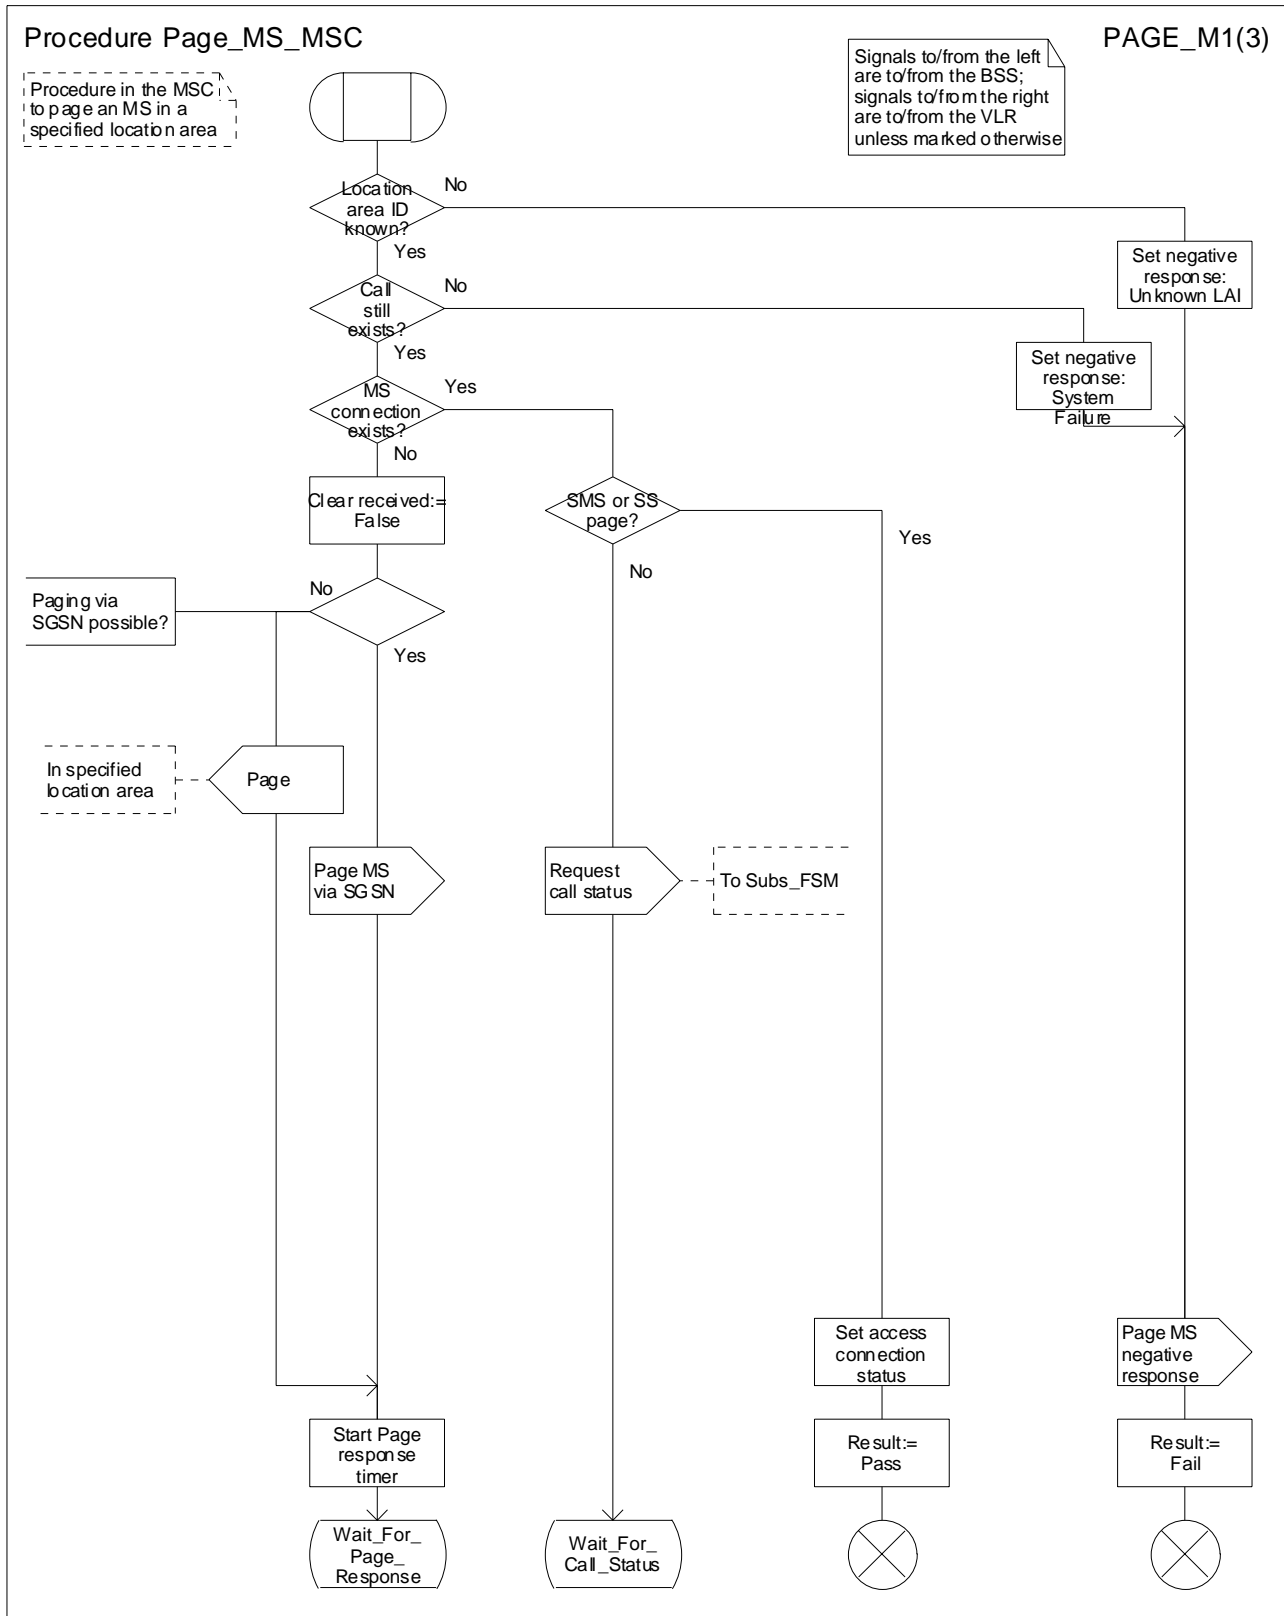 Procedure Page_MS_MSC
PAGE_M1(3)
Procedure in the MSC
to page an MS in a
specified location area
Signals to/from the left
are to/from the BSS;
signals to/from the right
are to/from the VLR
unless marked otherwise
Location
area ID
known?
No
Yes
Set negative
response:
Unknown LAI
Call
still
exists?
No
Yes
Set negative
response:
System
Failure
MS
connection
exists?
Yes
No
Clear received:=
False
SMS or SS
page?
Yes
No
Paging via
SGSN possible?
No
Yes
In specified
location area
Page
Page MS
via SGSN
Request
call status
To Subs_FSM
Set access
connection
status
Page MS
negative
response
Start Page
response
timer
Result:=
Pass
Result:=
Fail
Wait_For_
Page_
Response
Wait_For_
Call_Status